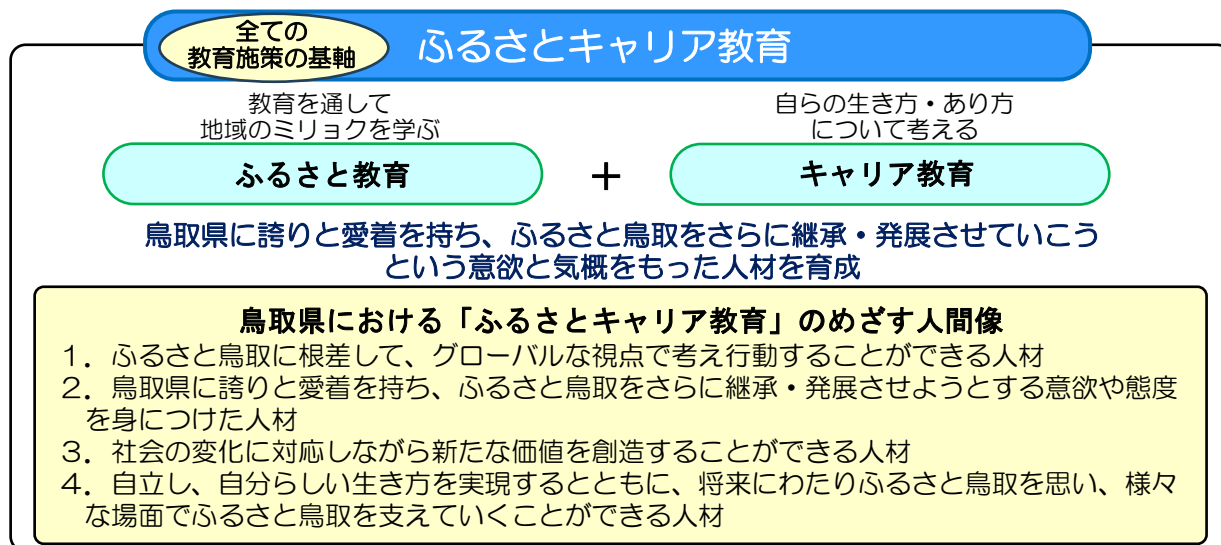 全ての
教育施策の基軸
ふるさとキャリア教育
教育を通して
地域のミリョクを学ぶ
自らの生き方・あり方
について考える
ふるさと教育
+
キャリア教育
鳥取県に誇りと愛着を持ち、ふるさと鳥取をさらに継承・発展させていこう
という意欲と気概をもった人材を育成
鳥取県における「ふるさとキャリア教育」のめざす人間像
１．ふるさと鳥取に根差して、グローバルな視点で考え行動することができる人材
２．鳥取県に誇りと愛着を持ち、ふるさと鳥取をさらに継承・発展させようとする意欲や態度
を身につけた人材
３．社会の変化に対応しながら新たな価値を創造することができる人材
４．自立し、自分らしい生き方を実現するとともに、将来にわたりふるさと鳥取を思い、様々
な場面でふるさと鳥取を支えていくことができる人材